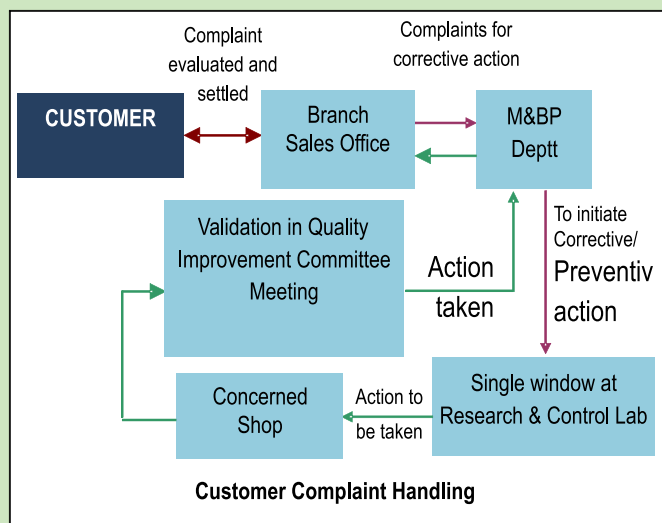 Complaint
evaluated and
settled
Complaints for
corrective action
CUSTOMER
Branch
Sales Office
M&BP
Deptt
To initiate
Corrective/
Preventiv
action
Validation in Quality
Improvement Committee
Meeting
Action
taken
Concerned
Shop
Action to
be taken
Single window at
Research & Control Lab
Customer Complaint Handling